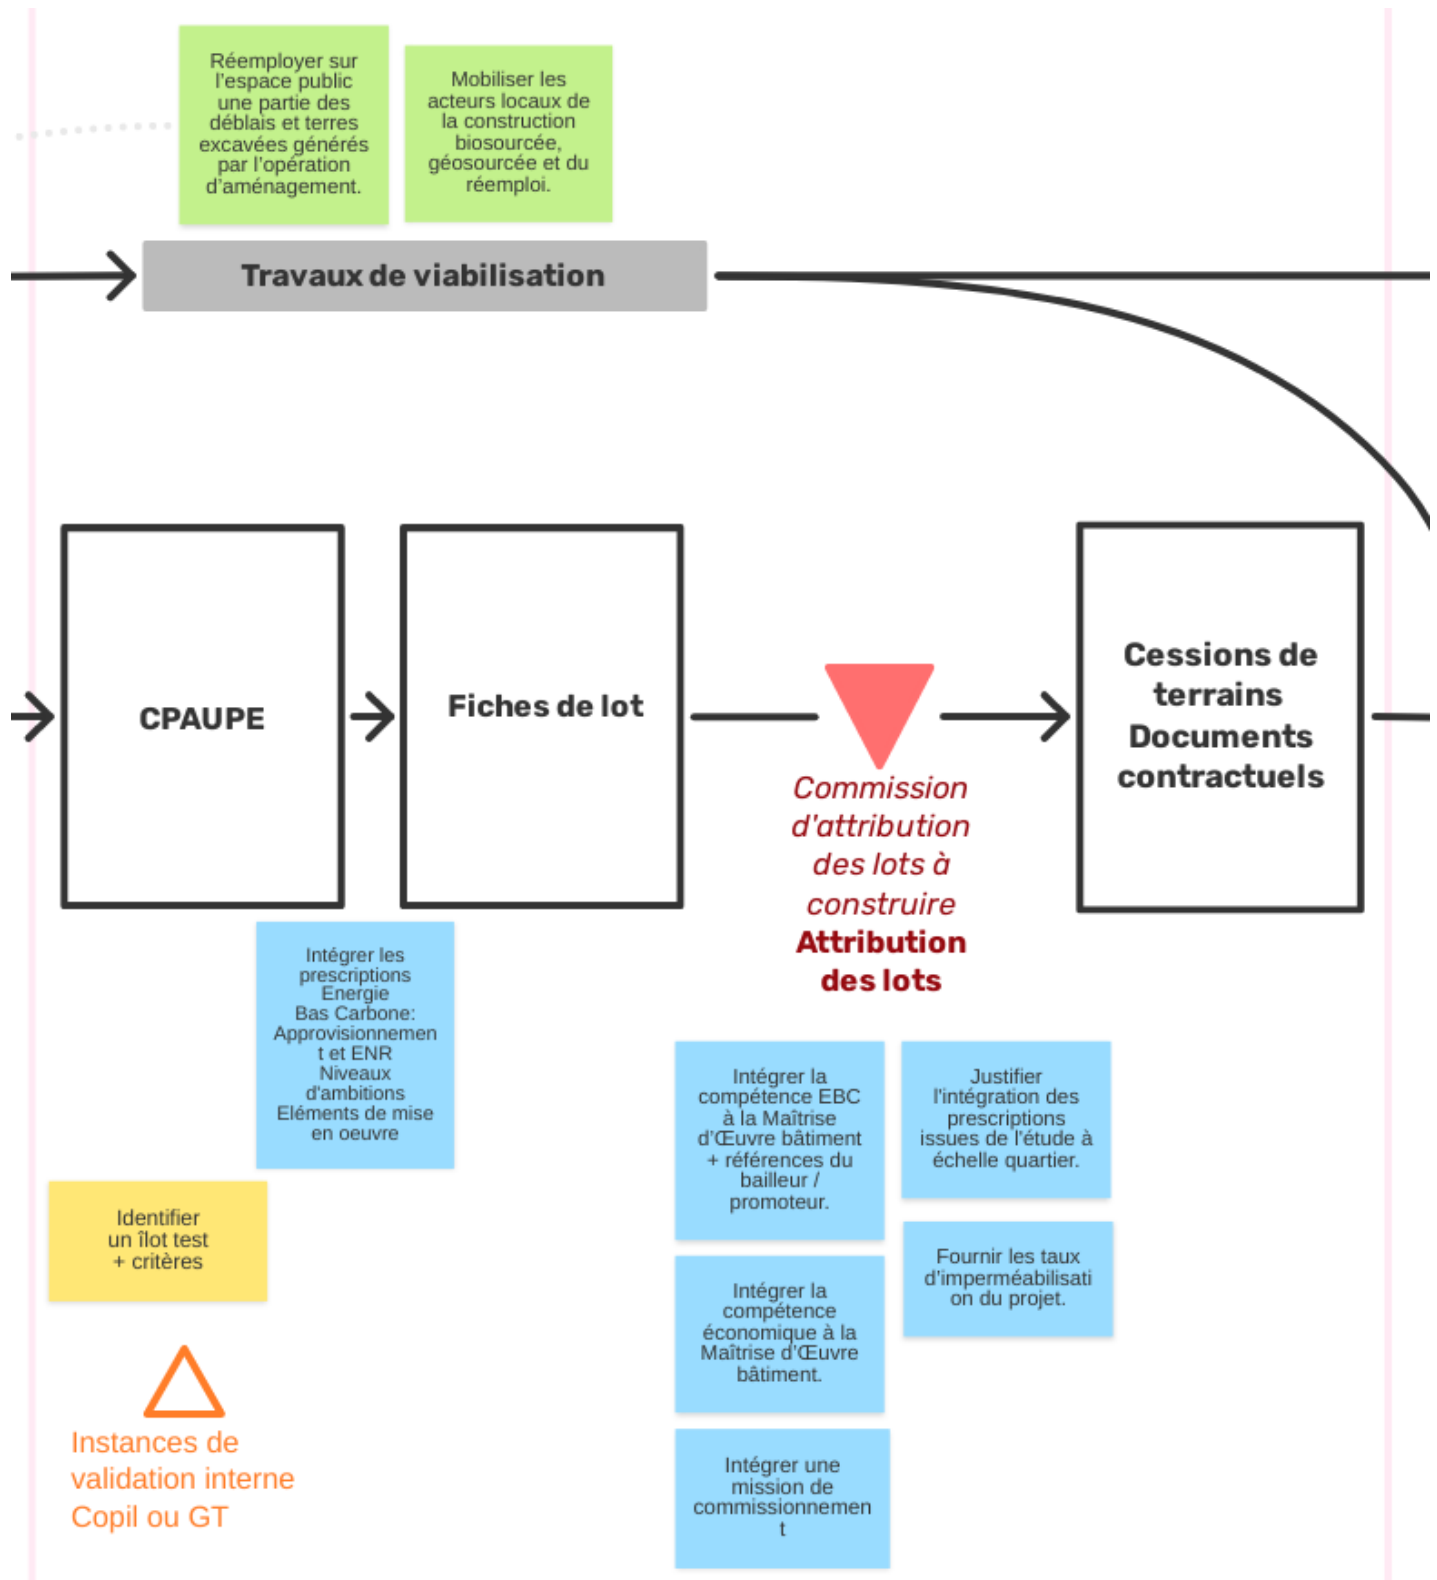 Réemployer sur
l'espace public
une partie des
déblais et terres
excavées générés
par l'opération
d'aménagement.
Mobiliser les
acteurs locaux de
la construction
biosourcée,
géosourcée et du
réemploi.
Travaux de viabilisation
CPAUPE
Fiches de lot
Commission
d'attribution
des lots à
construire
Attribution
des lots
Cessions de
terrains
Documents
contractuels
Intégrer les
prescriptions
Energie
Bas Carbone:
Approvisionnemen
t et ENR
Niveaux
d'ambitions
Eléments de mise
en oeuvre
Identifier
un îlot test
+ critères
Instances de
validation interne
Copil ou GT
Intégrer la
compétence EBC
à la Maîtrise
d'Œuvre bâtiment
+ références du
bailleur /
promoteur.
Justifier
l'intégration des
prescriptions
issues de l'étude à
échelle quartier.
Intégrer la
compétence
économique à la
Maîtrise d'Œuvre
bâtiment.
Fournir les taux
d'imperméabilisati
on du projet.
Intégrer une
mission de
commissionnemen
t